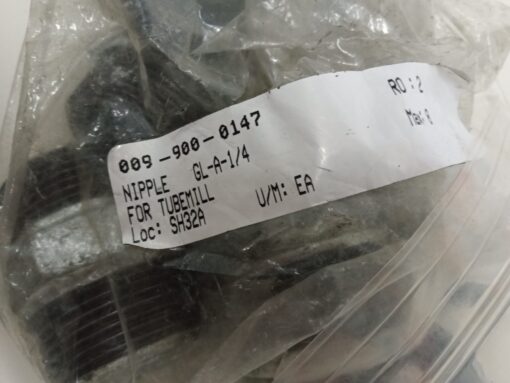 009-900-0147 RO: 2
NIPPLE GL-A-1/4 Max: 8
FOR TUBEMILL
Loc: SH32A U/M: EA